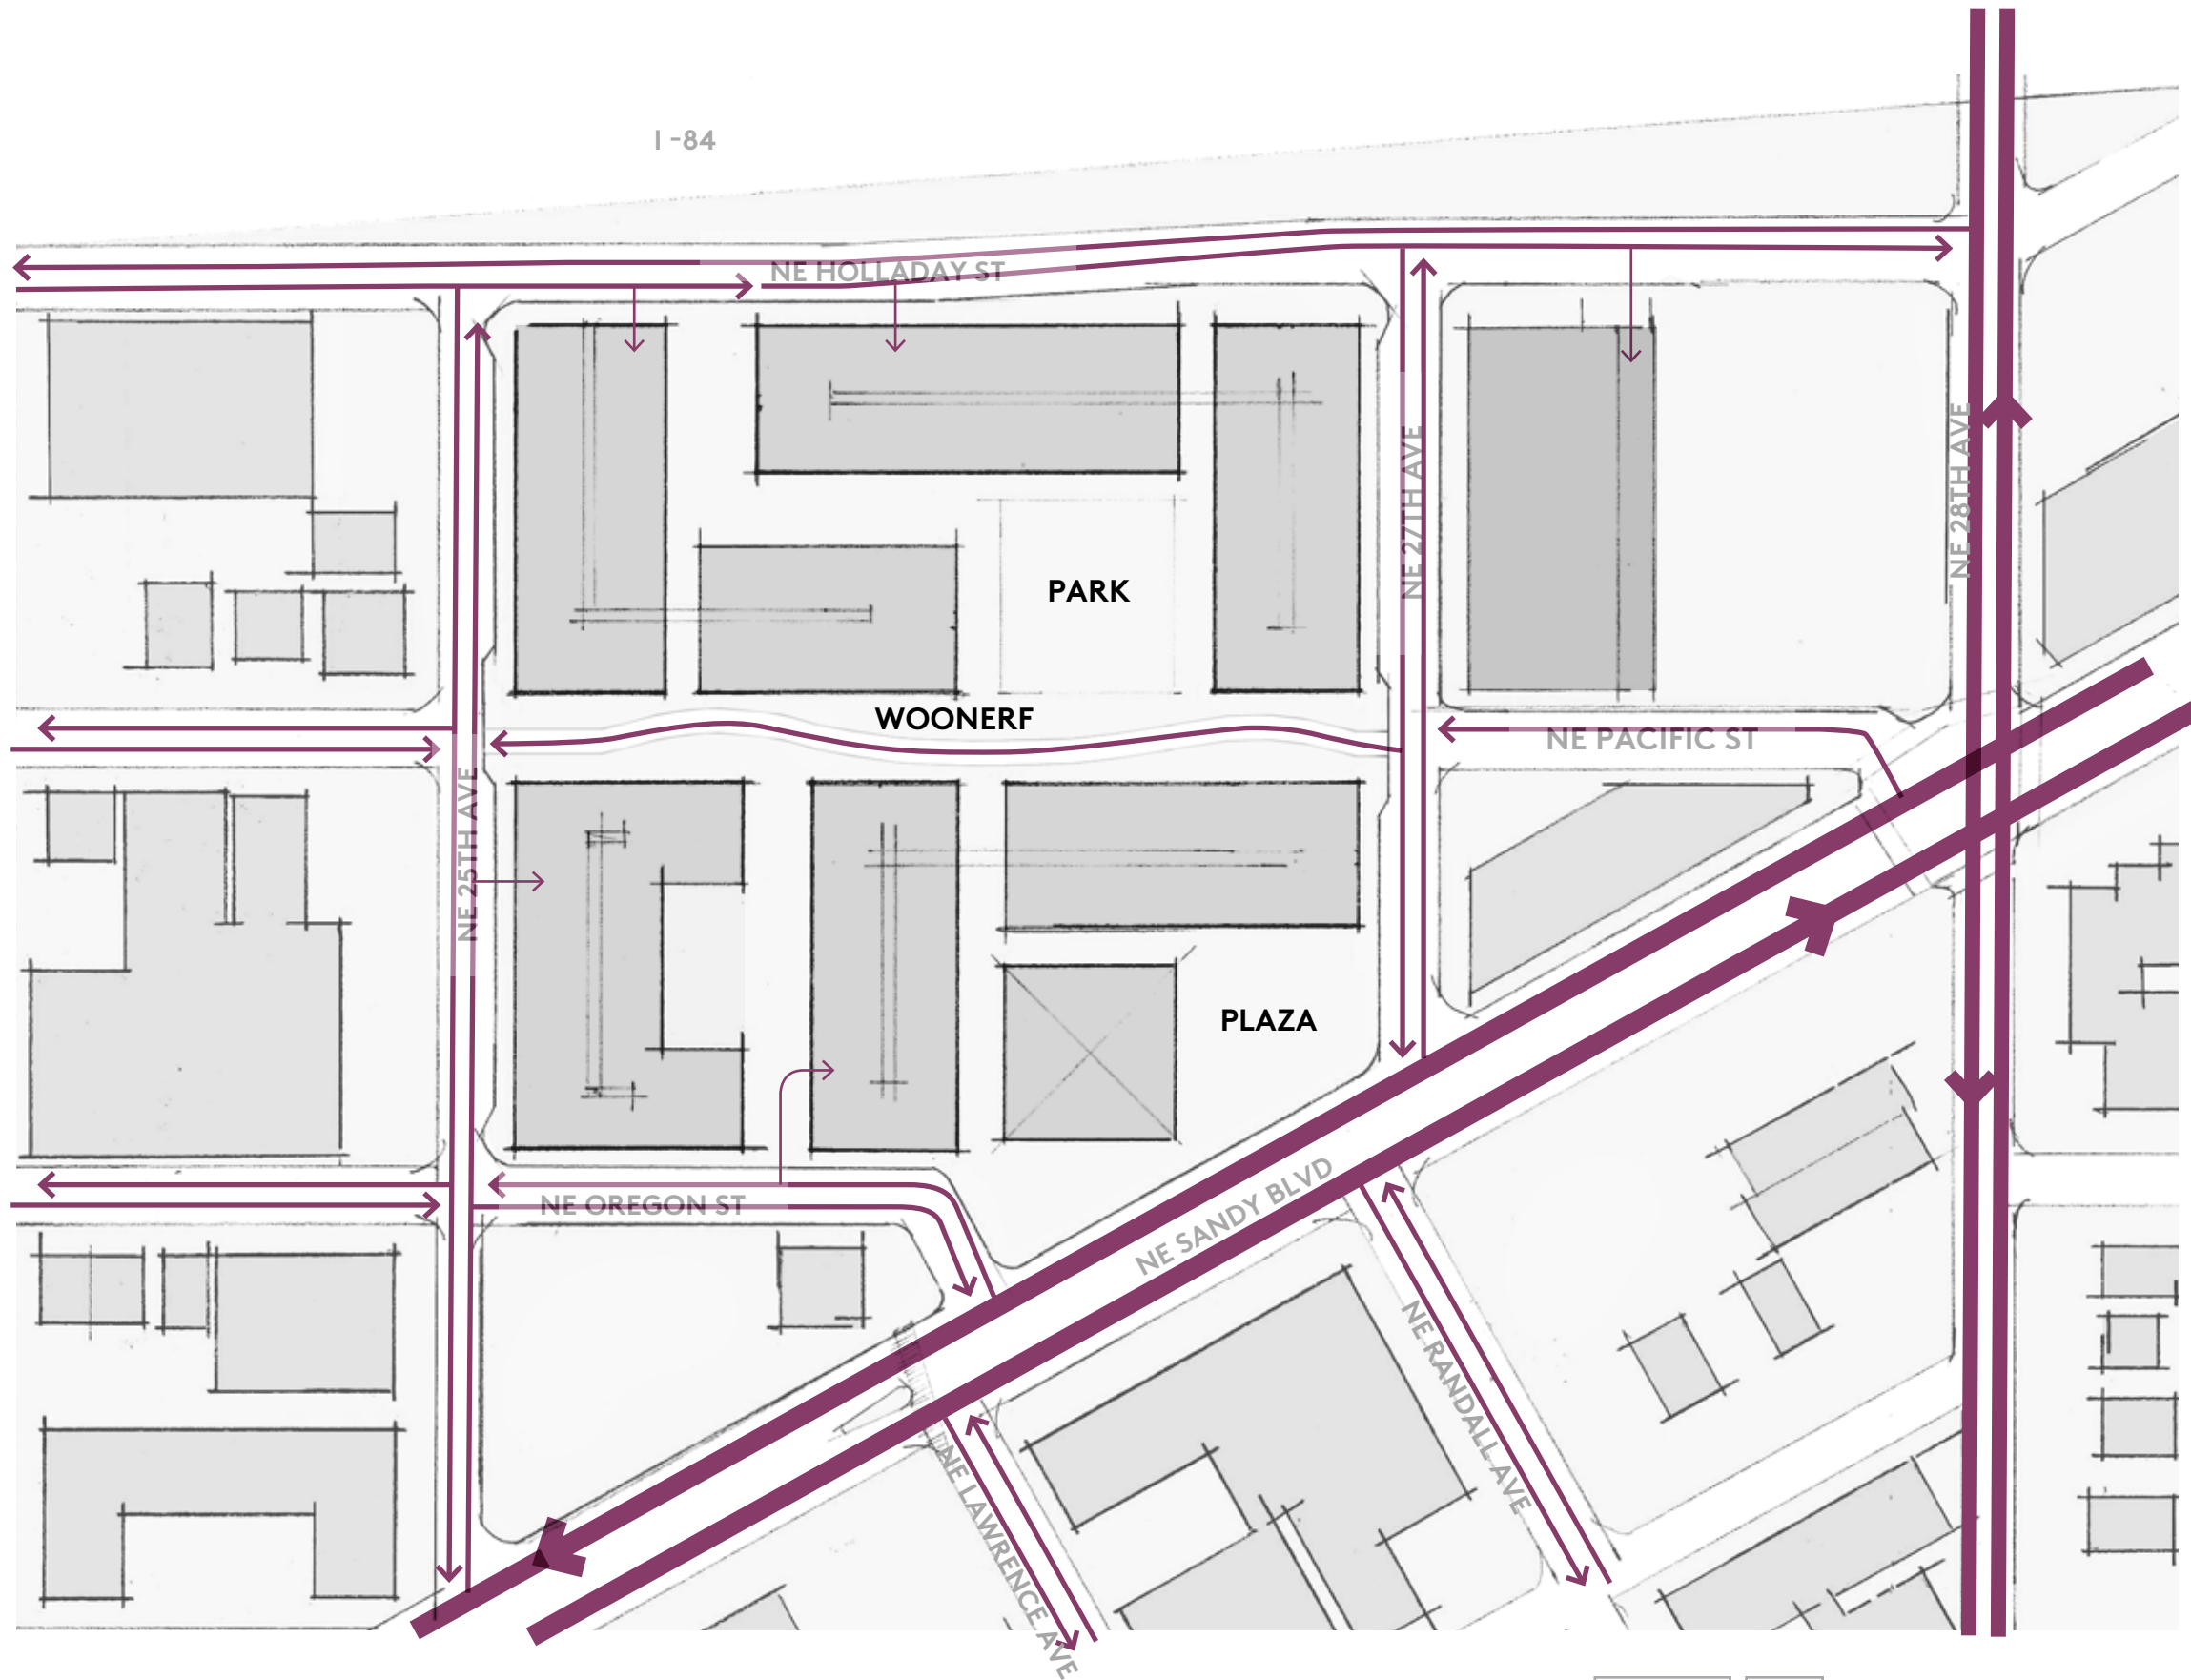 I-84
NE HOLLADAY ST
NE 27TH AVE
NE 28TH AVE
PARK
WOONERF
NE PACIFIC ST
NE 25TH AVE
PLAZA
NE OREGON ST
NE SANDY BLVD
NE RANDALL AVE
NE LAWRENCE AVE